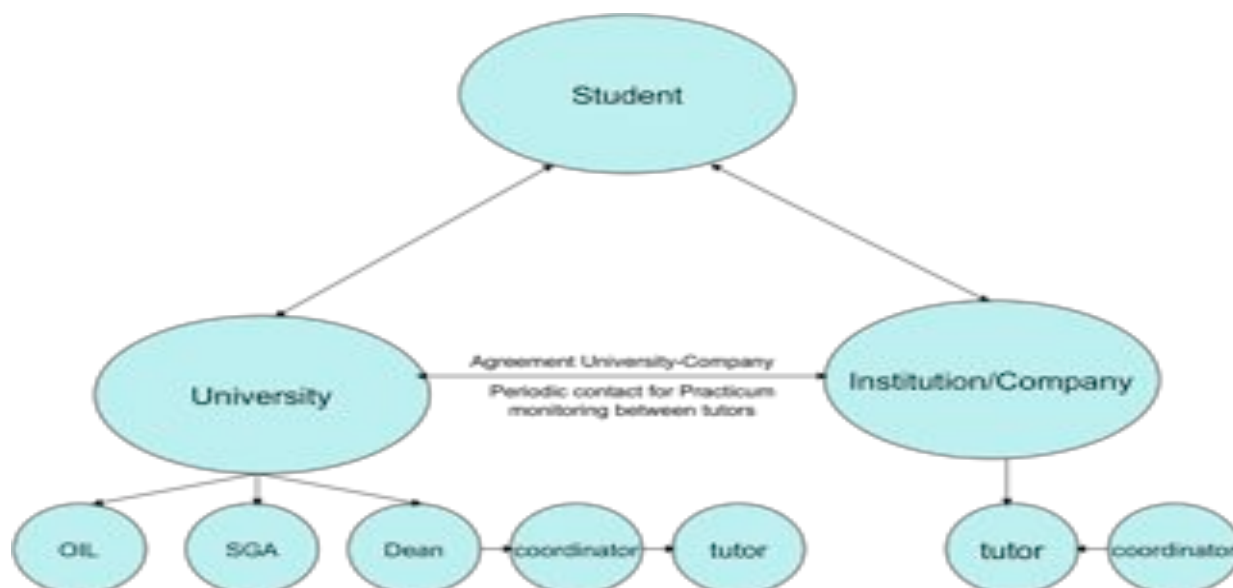 Student
Agreement University-Company
University
Institution/Company
Periodic contact for Practicum
monitoring between tutors
OIL
SGA
Dean
coordinator
tutor
tutor
coordinator